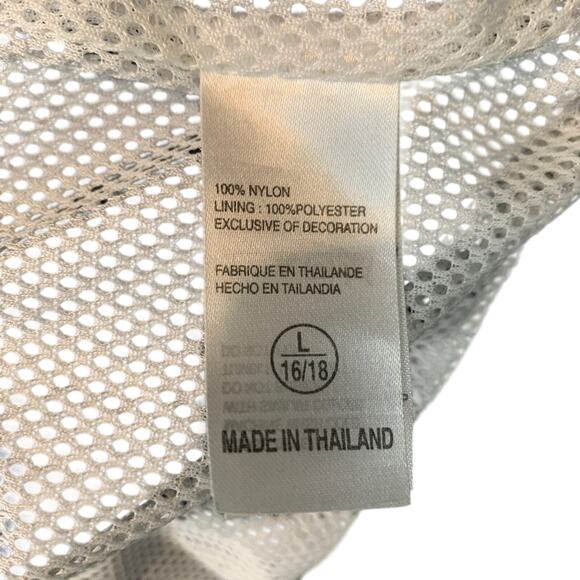 100% NYLON
LINING : 100%POLYESTER
EXCLUSIVE OF DECORATION
FABRIQUE EN THAILANDE
HECHO EN TAILANDIA
L
16/18
MADE IN THAILAND